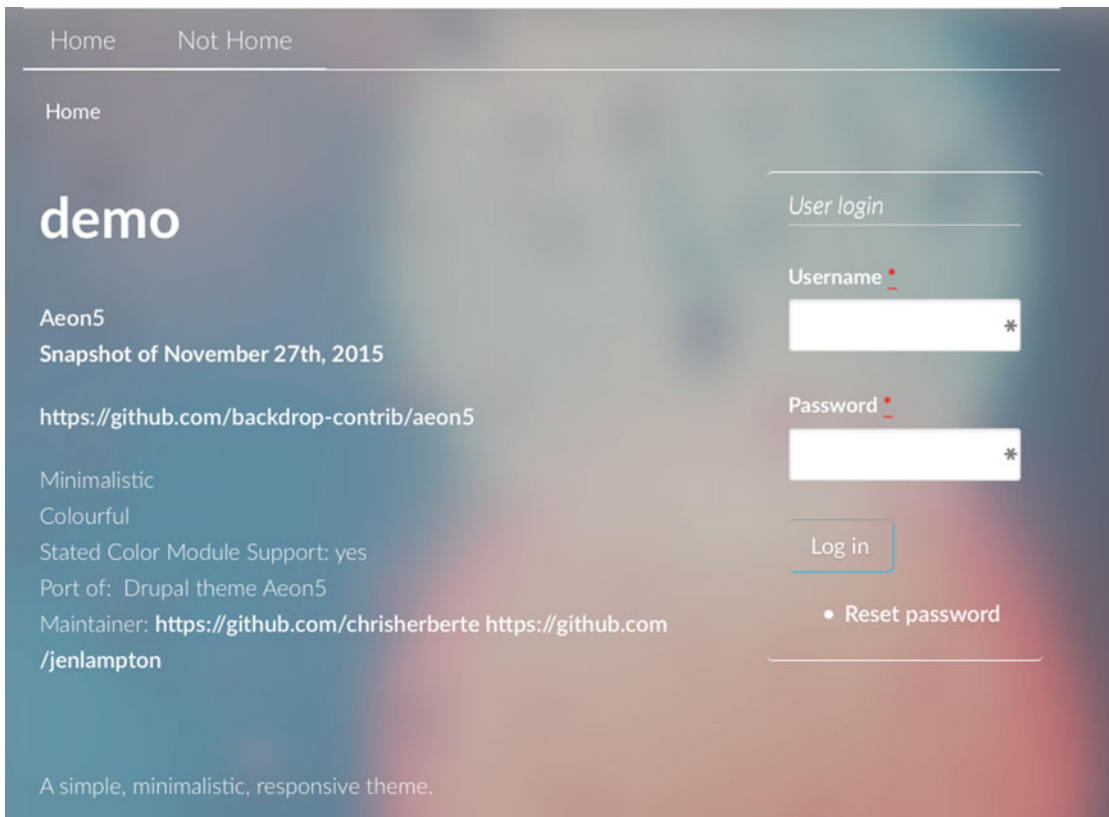 Home Not Home
Home
demo
Aeon5
Snapshot of November 27th, 2015
https://github.com/backdrop-contrib/aeon5
Minimalistic
Colourful
Stated Color Module Support: yes
Port of: Drupal theme Aeon5
Maintainer: https://github.com/chrisherberte https://github.com
/jenlampton
A simple, minimalistic, responsive theme.
User login
Username *
Password *
Log in
• Reset password